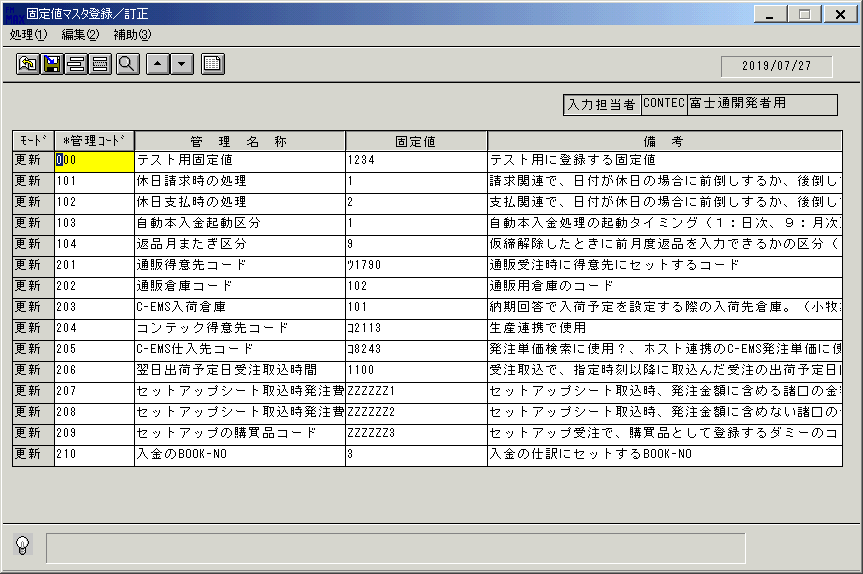 固定値マスタ登録／訂正
処理(1) 編集(2) 補助(3)
2019/07/27
入力担当者 CONTEC 富士通開発者用
ﾓｰﾄﾞ *管理ｺｰﾄﾞ 管 理 名 称 固定値 備 考
更新 000 テスト用固定値 1234 テスト用に登録する固定値
更新 101 休日請求時の処理 1 請求関連で、日付が休日の場合に前倒しするか、後倒し
更新 102 休日支払時の処理 2 支払関連で、日付が休日の場合に前倒しするか、後倒し
更新 103 自動本入金起動区分 1 自動本入金処理の起動タイミング（１：日次、９：月次
更新 104 返品月またぎ区分 9 仮締解除したときに前月度返品を入力できるかの区分（
更新 201 通販得意先コード ﾂ1790 通販受注時に得意先にセットするコード
更新 202 通販倉庫コード 102 通販用倉庫のコード
更新 203 C-EMS入荷倉庫 101 納期回答で入荷予定を設定する際の入荷先倉庫。（小牧
更新 204 コンテック得意先コード ｺ2113 生産連携で使用
更新 205 C-EMS仕入先コード ｺ8243 発注単価検索に使用？、ホスト連携のC-EMS発注単価に使
更新 206 翌日出荷予定日受注取込時間 1100 受注取込で、指定時刻以降に取込んだ受注の出荷予定日
更新 207 セットアップシート取込時発注費 ZZZZZZ1 セットアップシート取込時、発注金額に含める諸口の金
更新 208 セットアップシート取込時発注費 ZZZZZZ2 セットアップシート取込時、発注金額に含めない諸口の
更新 209 セットアップの購買品コード ZZZZZZ3 セットアップ受注で、購買品として登録するダミーのコ
更新 210 入金のBOOK-NO 3 入金の仕訳にセットするBOOK-NO